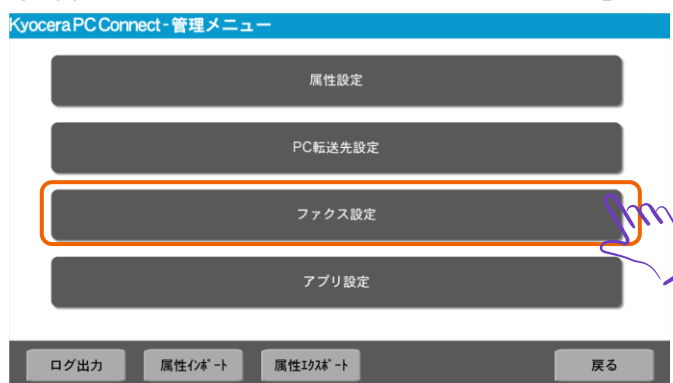 Kyocera PC Connect - 管理メニュー
属性設定
PC転送先設定
ファクス設定
アプリ設定
ログ出力
属性ｲﾝﾎﾟｰﾄ
属性ｴｸｽﾎﾟｰﾄ
戻る